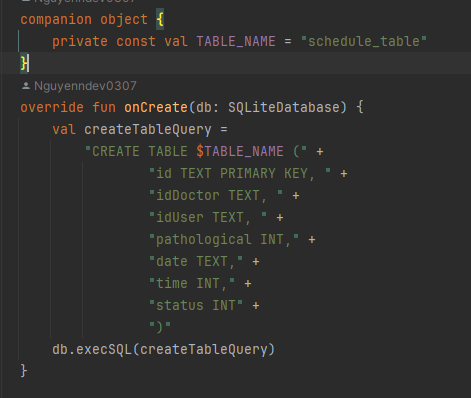 Nguyenndev0307
companion object {
    private const val TABLE_NAME = "schedule_table"
}
Nguyenndev0307
override fun onCreate(db: SQLiteDatabase) {
    val createTableQuery =
        "CREATE TABLE $TABLE_NAME (" +
                "id TEXT PRIMARY KEY, " +
                "idDoctor TEXT, " +
                "idUser TEXT, " +
                "pathological INT," +
                "date TEXT," +
                "time INT," +
                "status INT" +
                ")"
    db.execSQL(createTableQuery)
}